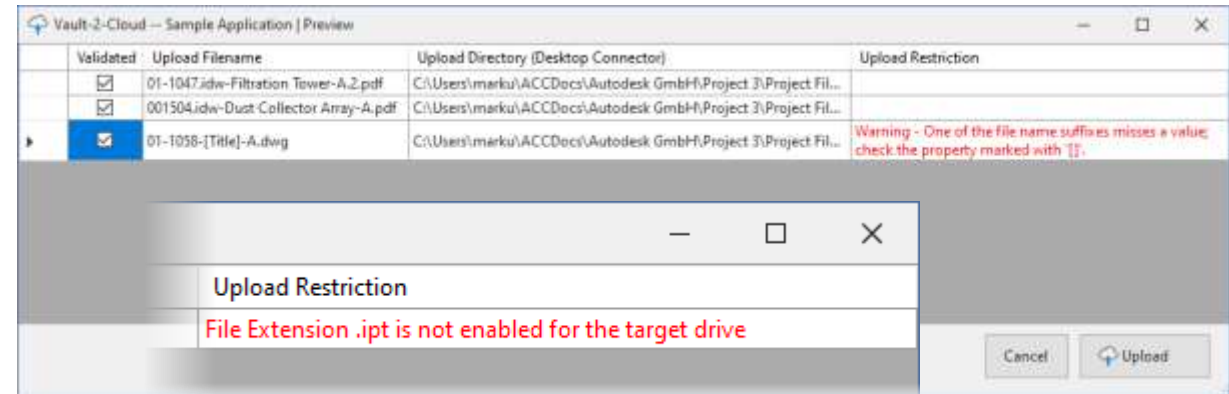 Vault-2-Cloud -- Sample Application | Preview
Validated Upload Filename Upload Directory (Desktop Connector) Upload Restriction
01-1047.idw-Filtration Tower-A.2.pdf C:\Users\marku\ACCDocs\Autodesk GmbH\Project 3\Project Fil...
001504.idw-Dust Collector Array-A.pdf C:\Users\marku\ACCDocs\Autodesk GmbH\Project 3\Project Fil...
01-1058-[Title]-A.dwg C:\Users\marku\ACCDocs\Autodesk GmbH\Project 3\Project Fil... Warning - One of the file name suffixes misses a value;
check the property marked with '[]'.
Upload Restriction
File Extension .ipt is not enabled for the target drive
Cancel Upload